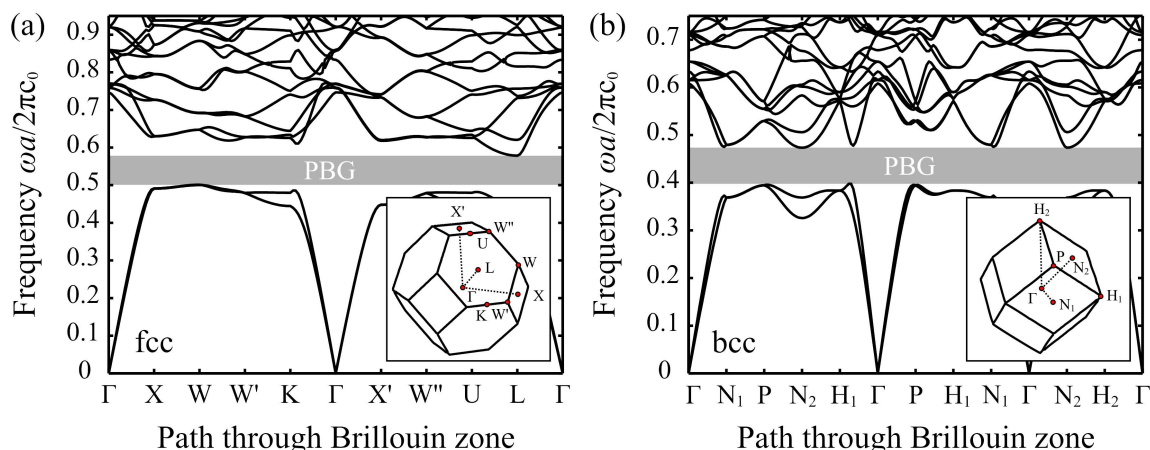 (a)
Frequency ωa/2πc₀
0.9
0.8
0.7
0.6
0.5
0.4
0.3
0.2
0.1
0
PBG
fcc
X'
W"
U
W
L
Γ
X
K
W'
Γ X W W' K Γ X' W" U L Γ
Path through Brillouin zone
(b)
Frequency ωa/2πc₀
0.7
0.6
0.5
0.4
0.3
0.2
0.1
0
PBG
bcc
H₂
P
N₂
Γ
N₁
H₁
Γ N₁ P N₂ H₁ Γ P H₁ N₁ Γ N₂ H₂ Γ
Path through Brillouin zone